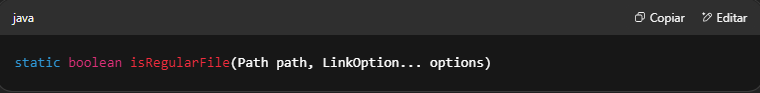 java
Copiar
Editar
static boolean isRegularFile(Path path, LinkOption... options)